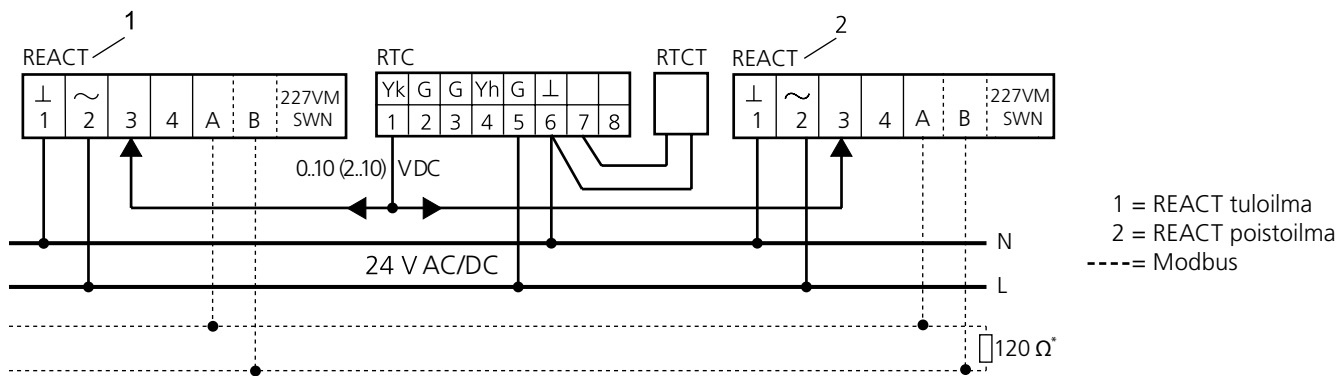 1
2
REACT
RTC
RTCT
REACT
⊥ ~ 227VM
1 2 3 4 A B SWN
Yk G G Yh G ⊥
1 2 3 4 5 6 7 8
⊥ ~ 227VM
1 2 3 4 A B SWN
0..10 (2..10) VDC
1 = REACT tuloilma
2 = REACT poistoilma
----= Modbus
N
24 V AC/DC
L
120 Ω*